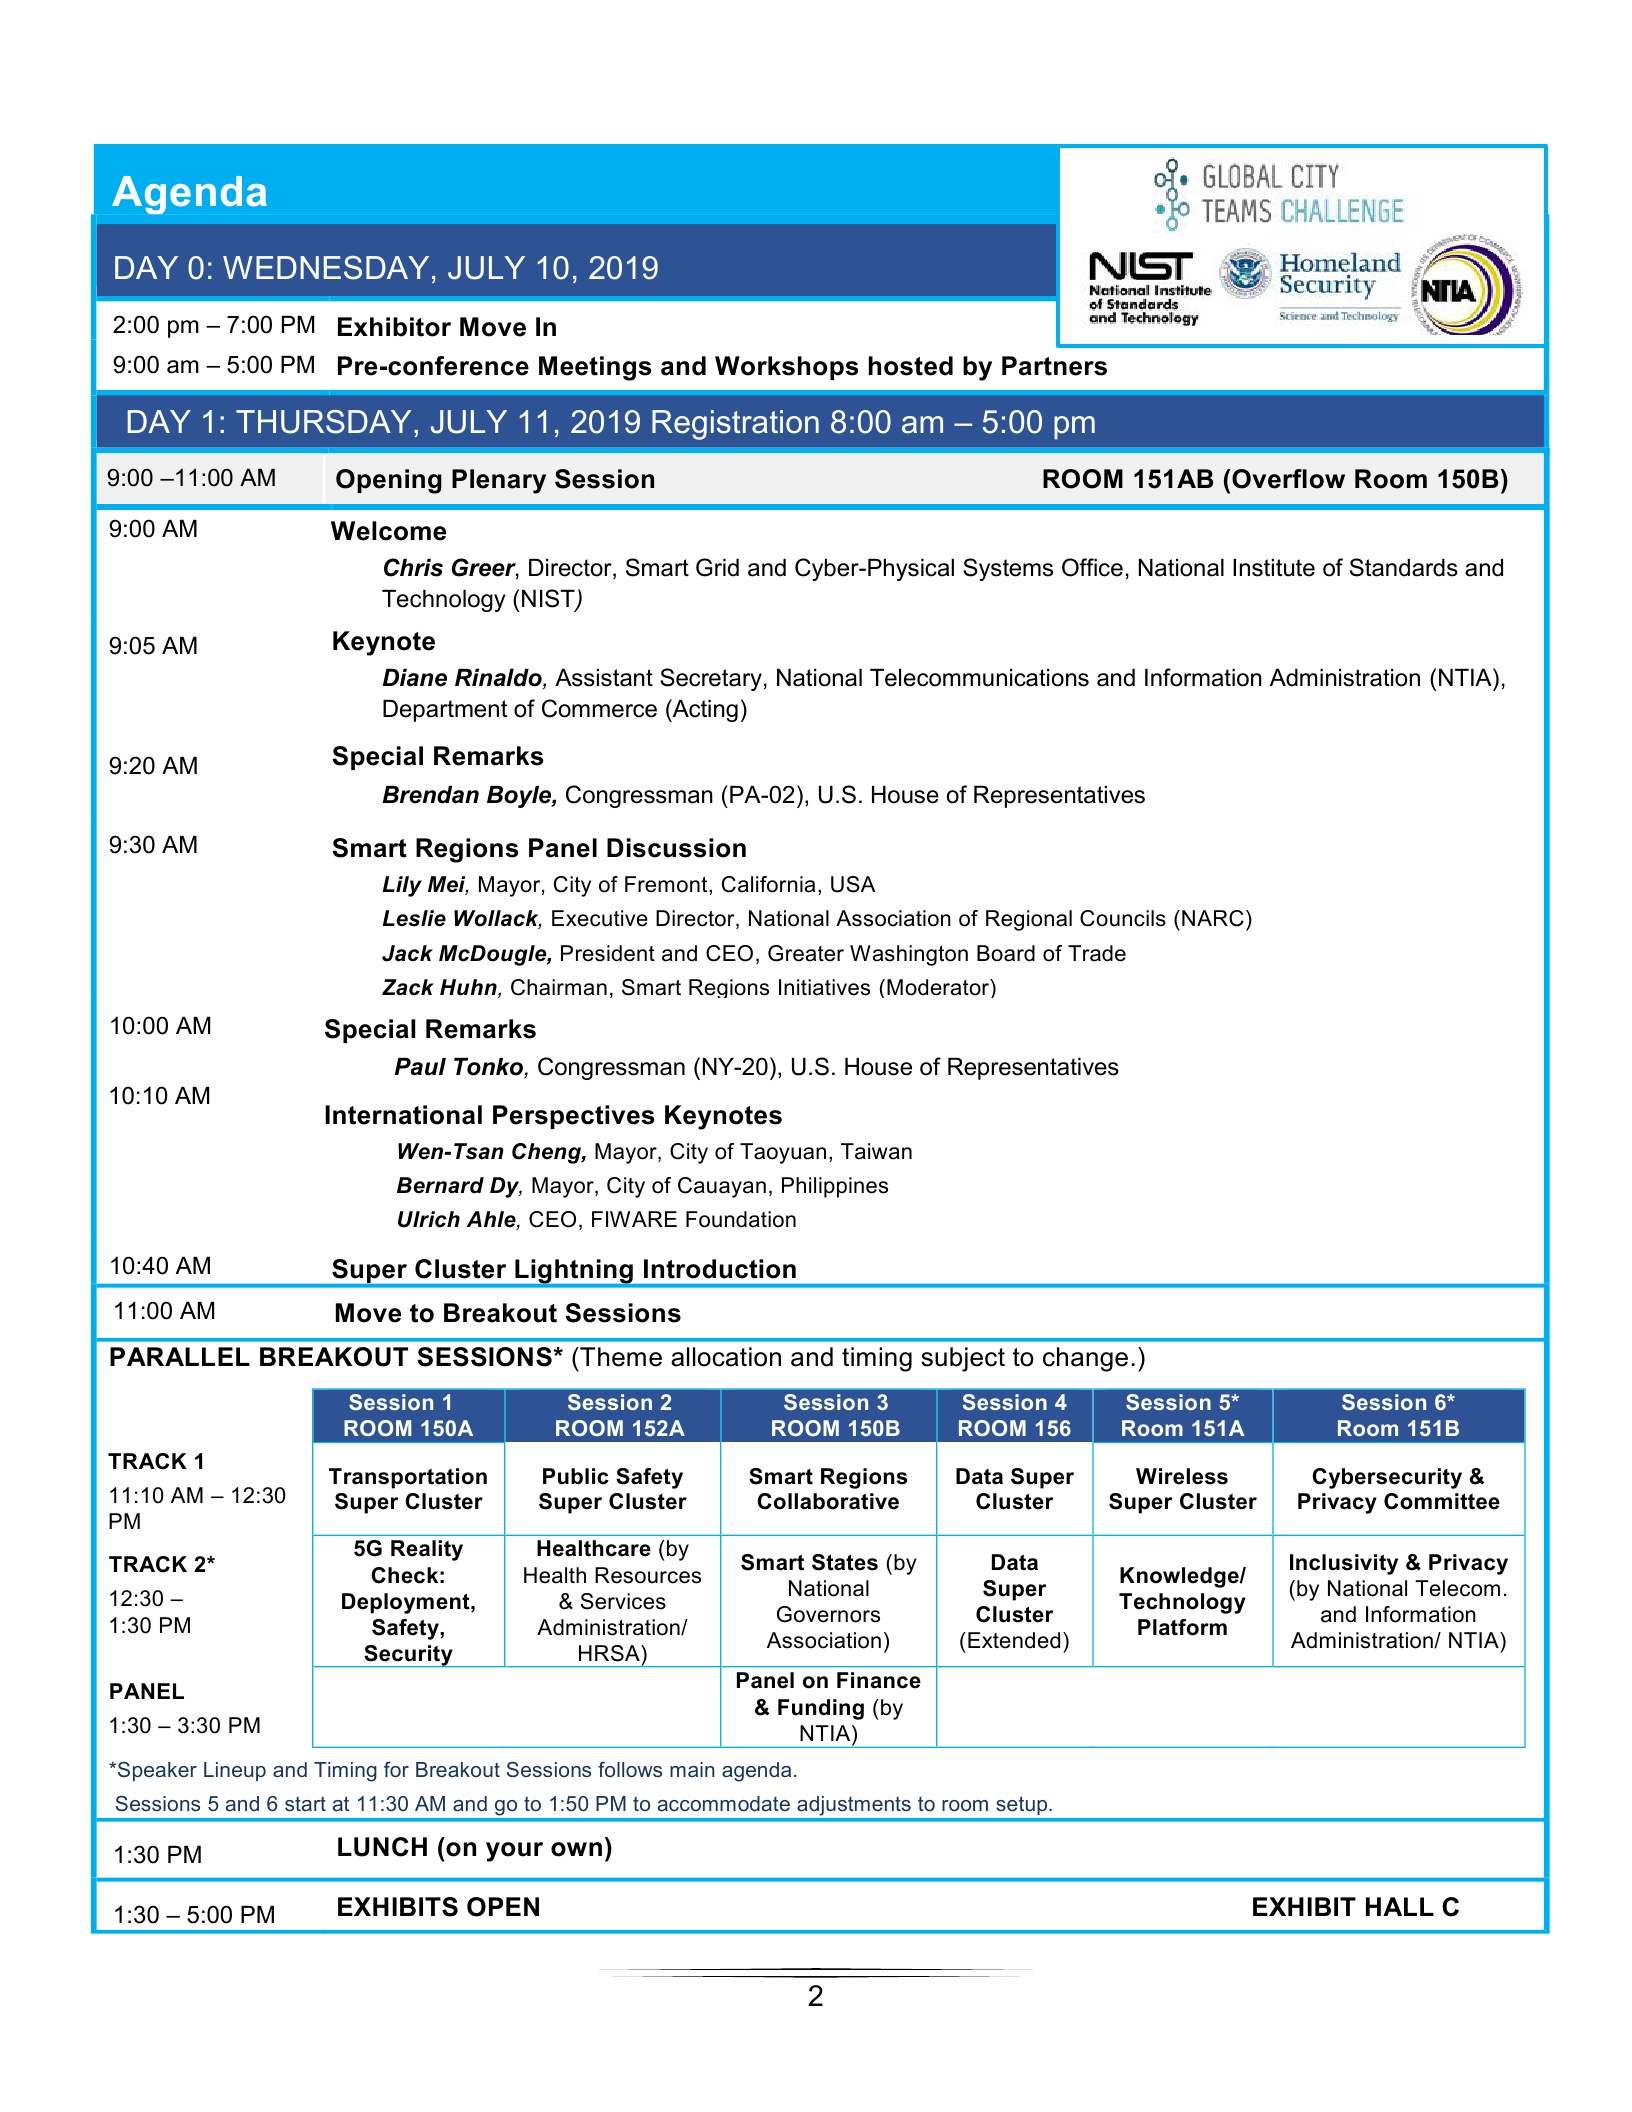 Agenda
GLOBAL CITY
TEAMS CHALLENGE
NIST
National Institute
of Standards
and Technology
Homeland
Security
Science and Technology
NTIA
DAY 0: WEDNESDAY, JULY 10, 2019
2:00 pm – 7:00 PM Exhibitor Move In
9:00 am – 5:00 PM Pre-conference Meetings and Workshops hosted by Partners
DAY 1: THURSDAY, JULY 11, 2019 Registration 8:00 am – 5:00 pm
9:00 –11:00 AM Opening Plenary Session ROOM 151AB (Overflow Room 150B)
9:00 AM Welcome
Chris Greer, Director, Smart Grid and Cyber-Physical Systems Office, National Institute of Standards and
Technology (NIST)
9:05 AM Keynote
Diane Rinaldo, Assistant Secretary, National Telecommunications and Information Administration (NTIA),
Department of Commerce (Acting)
9:20 AM Special Remarks
Brendan Boyle, Congressman (PA-02), U.S. House of Representatives
9:30 AM Smart Regions Panel Discussion
Lily Mei, Mayor, City of Fremont, California, USA
Leslie Wollack, Executive Director, National Association of Regional Councils (NARC)
Jack McDougle, President and CEO, Greater Washington Board of Trade
Zack Huhn, Chairman, Smart Regions Initiatives (Moderator)
10:00 AM Special Remarks
Paul Tonko, Congressman (NY-20), U.S. House of Representatives
10:10 AM
International Perspectives Keynotes
Wen-Tsan Cheng, Mayor, City of Taoyuan, Taiwan
Bernard Dy, Mayor, City of Cauayan, Philippines
Ulrich Ahle, CEO, FIWARE Foundation
10:40 AM Super Cluster Lightning Introduction
11:00 AM Move to Breakout Sessions
PARALLEL BREAKOUT SESSIONS* (Theme allocation and timing subject to change.)
Session 1
ROOM 150A
Session 2
ROOM 152A
Session 3
ROOM 150B
Session 4
ROOM 156
Session 5*
Room 151A
Session 6*
Room 151B
TRACK 1
11:10 AM – 12:30
PM
Transportation
Super Cluster
Public Safety
Super Cluster
Smart Regions
Collaborative
Data Super
Cluster
Wireless
Super Cluster
Cybersecurity &
Privacy Committee
TRACK 2*
12:30 –
1:30 PM
5G Reality
Check:
Deployment,
Safety,
Security
Healthcare (by
Health Resources
& Services
Administration/
HRSA)
Smart States (by
National
Governors
Association)
Data
Super
Cluster
(Extended)
Knowledge/
Technology
Platform
Inclusivity & Privacy
(by National Telecom.
and Information
Administration/ NTIA)
PANEL
1:30 – 3:30 PM
Panel on Finance
& Funding (by
NTIA)
*Speaker Lineup and Timing for Breakout Sessions follows main agenda.
Sessions 5 and 6 start at 11:30 AM and go to 1:50 PM to accommodate adjustments to room setup.
1:30 PM LUNCH (on your own)
1:30 – 5:00 PM EXHIBITS OPEN EXHIBIT HALL C
2